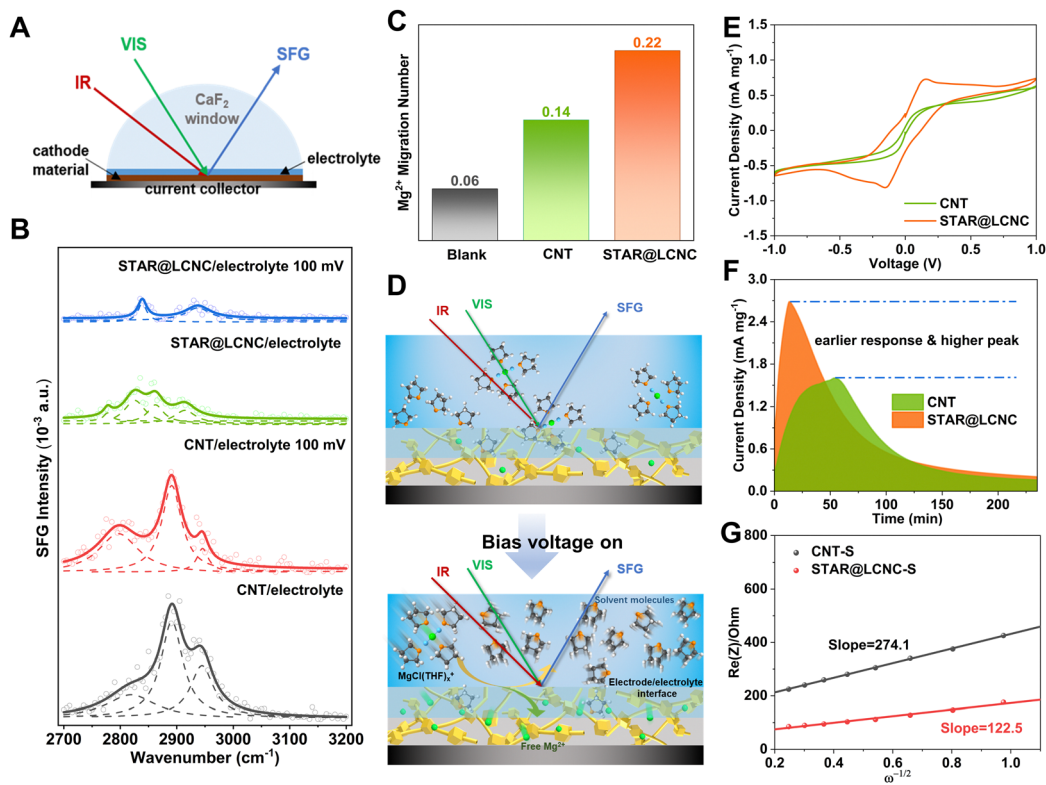 A
VIS
IR
SFG
CaF2
window
cathode
material
electrolyte
current collector
B
STAR@LCNC/electrolyte 100 mV
STAR@LCNC/electrolyte
CNT/electrolyte 100 mV
CNT/electrolyte
SFG Intensity (10⁻³ a.u.)
2700 2800 2900 3000 3100 3200
Wavenumber (cm⁻¹)
C
Mg²⁺ Migration Number
0.06
0.14
0.22
Blank CNT STAR@LCNC
D
IR
VIS
SFG
Bias voltage on
IR
VIS
SFG
Solvent molecules
MgCl(THF)ₓ⁺
Electrode/electrolyte
interface
Free Mg²⁺
E
Current Density (mA mg⁻¹)
1.5
1.0
0.5
0.0
-0.5
-1.0
-1.5
CNT
STAR@LCNC
-1.0 -0.5 0.0 0.5 1.0
Voltage (V)
F
Current Density (mA mg⁻¹)
3.0
2.4
1.8
1.2
0.6
0.0
earlier response & higher peak
CNT
STAR@LCNC
0 50 100 150 200
Time (min)
G
Re(Z)/Ohm
800
600
400
200
0
CNT-S
STAR@LCNC-S
Slope=274.1
Slope=122.5
0.2 0.4 0.6 0.8 1.0
ω⁻¹/²